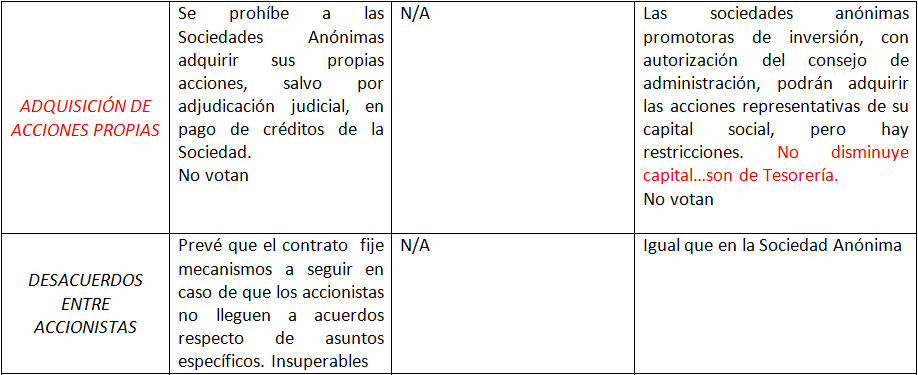 ADQUISICIÓN DE
ACCIONES PROPIAS
Se prohíbe a las
Sociedades Anónimas
adquirir sus propias
acciones, salvo por
adjudicación judicial, en
pago de créditos de la
Sociedad.
No votan
N/A
Las sociedades anónimas
promotoras de inversión, con
autorización del consejo de
administración, podrán adquirir
las acciones representativas de su
capital social, pero hay
restricciones. No disminuye
capital...son de Tesorería.
No votan
DESACUERDOS
ENTRE
ACCIONISTAS
Prevé que el contrato fije
mecanismos a seguir en
caso de que los accionistas
no lleguen a acuerdos
respecto de asuntos
específicos. Insuperables
N/A
Igual que en la Sociedad Anónima